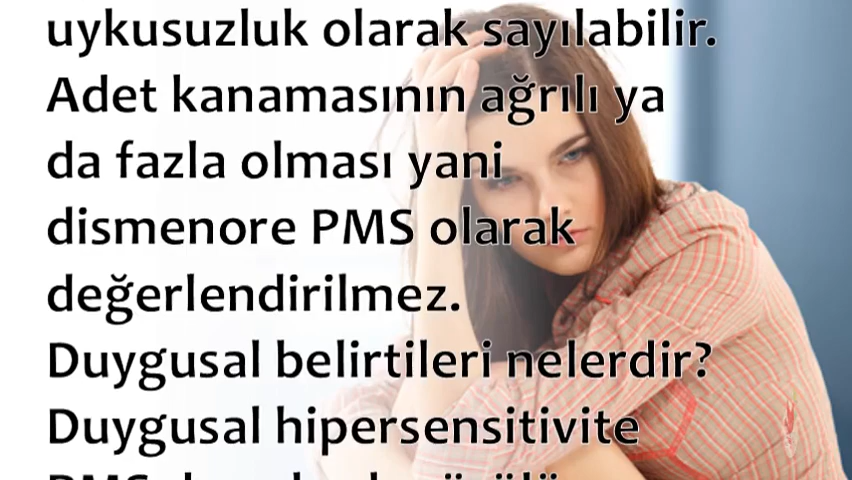 uykusuzluk olarak sayılabilir.
Adet kanamasının ağrılı ya
da fazla olması yani
dismenore PMS olarak
değerlendirilmez.
Duygusal belirtileri nelerdir?
Duygusal hipersensitivite